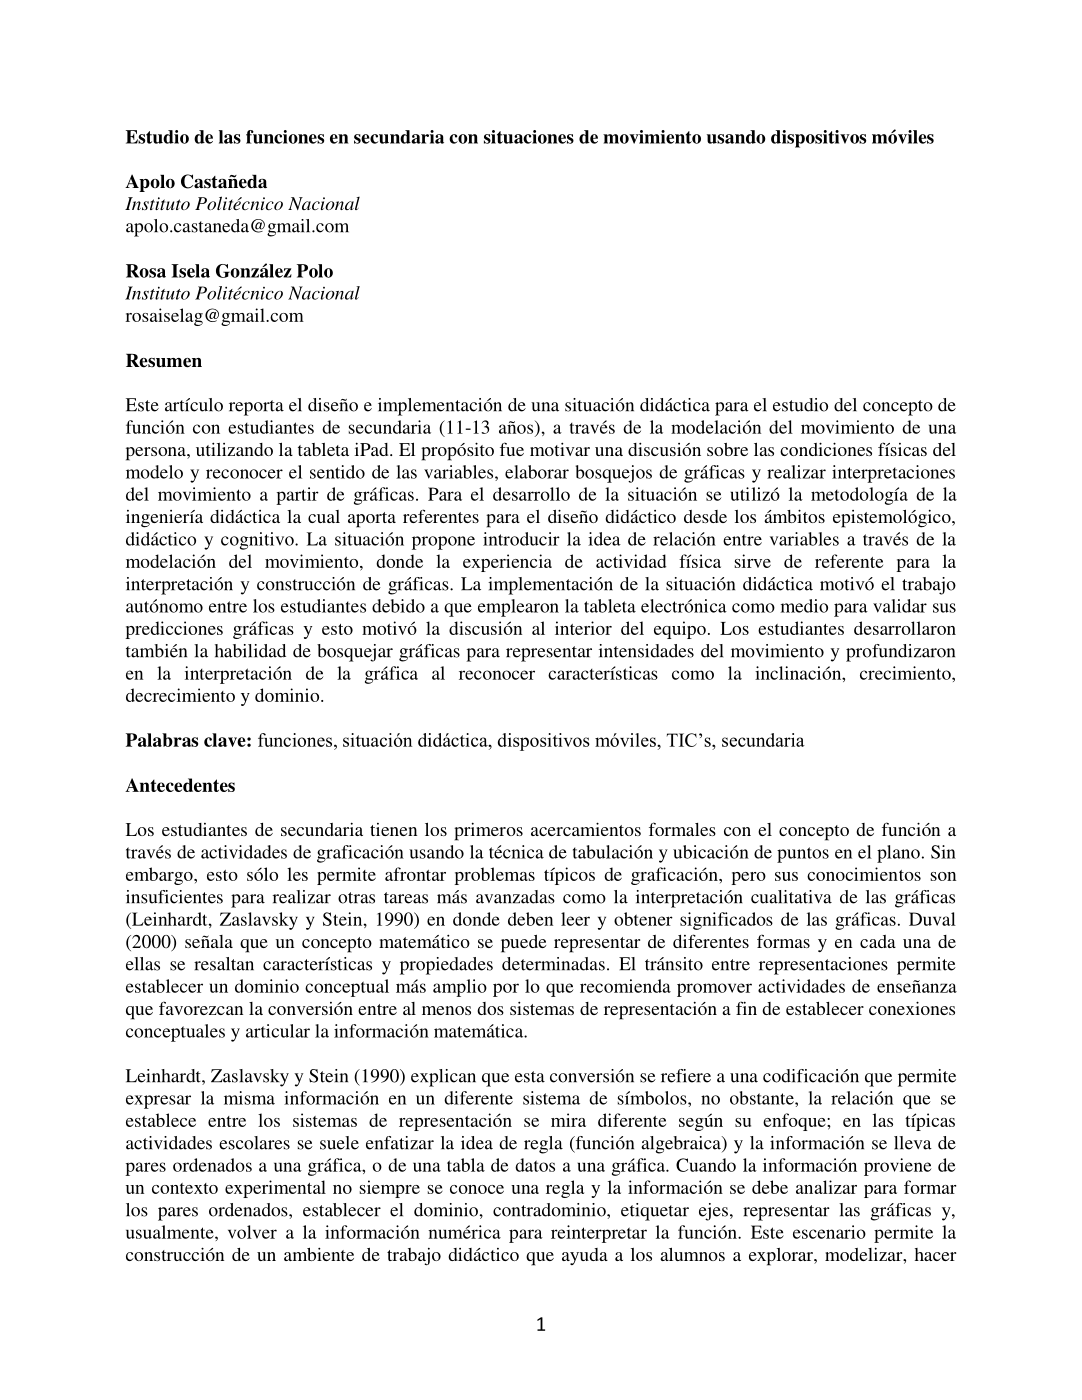 Estudio de las funciones en secundaria con situaciones de movimiento usando dispositivos móviles
Apolo Castañeda
Instituto Politécnico Nacional
apolo.castaneda@gmail.com
Rosa Isela González Polo
Instituto Politécnico Nacional
rosaiselag@gmail.com
Resumen
Este artículo reporta el diseño e implementación de una situación didáctica para el estudio del concepto de
función con estudiantes de secundaria (11-13 años), a través de la modelación del movimiento de una
persona, utilizando la tableta iPad. El propósito fue motivar una discusión sobre las condiciones físicas del
modelo y reconocer el sentido de las variables, elaborar bosquejos de gráficas y realizar interpretaciones
del movimiento a partir de gráficas. Para el desarrollo de la situación se utilizó la metodología de la
ingeniería didáctica la cual aporta referentes para el diseño didáctico desde los ámbitos epistemológico,
didáctico y cognitivo. La situación propone introducir la idea de relación entre variables a través de la
modelación del movimiento, donde la experiencia de actividad física sirve de referente para la
interpretación y construcción de gráficas. La implementación de la situación didáctica motivó el trabajo
autónomo entre los estudiantes debido a que emplearon la tableta electrónica como medio para validar sus
predicciones gráficas y esto motivó la discusión al interior del equipo. Los estudiantes desarrollaron
también la habilidad de bosquejar gráficas para representar intensidades del movimiento y profundizaron
en la interpretación de la gráfica al reconocer características como la inclinación, crecimiento,
decrecimiento y dominio.
Palabras clave: funciones, situación didáctica, dispositivos móviles, TIC’s, secundaria
Antecedentes
Los estudiantes de secundaria tienen los primeros acercamientos formales con el concepto de función a
través de actividades de graficación usando la técnica de tabulación y ubicación de puntos en el plano. Sin
embargo, esto sólo les permite afrontar problemas típicos de graficación, pero sus conocimientos son
insuficientes para realizar otras tareas más avanzadas como la interpretación cualitativa de las gráficas
(Leinhardt, Zaslavsky y Stein, 1990) en donde deben leer y obtener significados de las gráficas. Duval
(2000) señala que un concepto matemático se puede representar de diferentes formas y en cada una de
ellas se resaltan características y propiedades determinadas. El tránsito entre representaciones permite
establecer un dominio conceptual más amplio por lo que recomienda promover actividades de enseñanza
que favorezcan la conversión entre al menos dos sistemas de representación a fin de establecer conexiones
conceptuales y articular la información matemática.
Leinhardt, Zaslavsky y Stein (1990) explican que esta conversión se refiere a una codificación que permite
expresar la misma información en un diferente sistema de símbolos, no obstante, la relación que se
establece entre los sistemas de representación se mira diferente según su enfoque; en las típicas
actividades escolares se suele enfatizar la idea de regla (función algebraica) y la información se lleva de
pares ordenados a una gráfica, o de una tabla de datos a una gráfica. Cuando la información proviene de
un contexto experimental no siempre se conoce una regla y la información se debe analizar para formar
los pares ordenados, establecer el dominio, contradominio, etiquetar ejes, representar las gráficas y,
usualmente, volver a la información numérica para reinterpretar la función. Este escenario permite la
construcción de un ambiente de trabajo didáctico que ayuda a los alumnos a explorar, modelizar, hacer
1